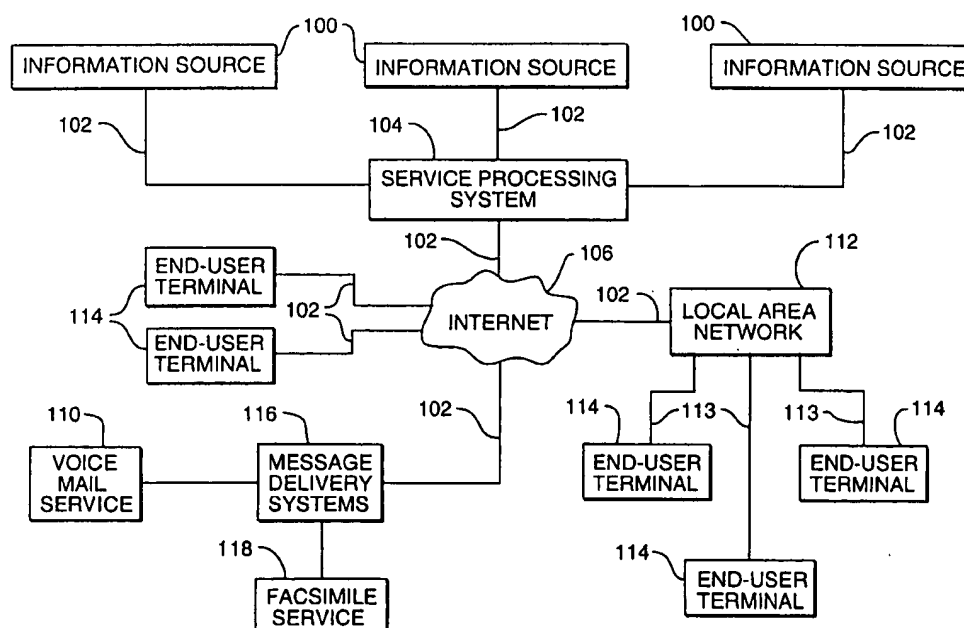 100
100
INFORMATION SOURCE
INFORMATION SOURCE
INFORMATION SOURCE
102
104
102
102
SERVICE PROCESSING
SYSTEM
102
106
112
END-USER
TERMINAL
114
102
END-USER
TERMINAL
INTERNET
102
LOCAL AREA
NETWORK
110
116
102
114
113
113
114
VOICE
MAIL
SERVICE
MESSAGE
DELIVERY
SYSTEMS
END-USER
TERMINAL
END-USER
TERMINAL
118
114
FACSIMILE
SERVICE
END-USER
TERMINAL